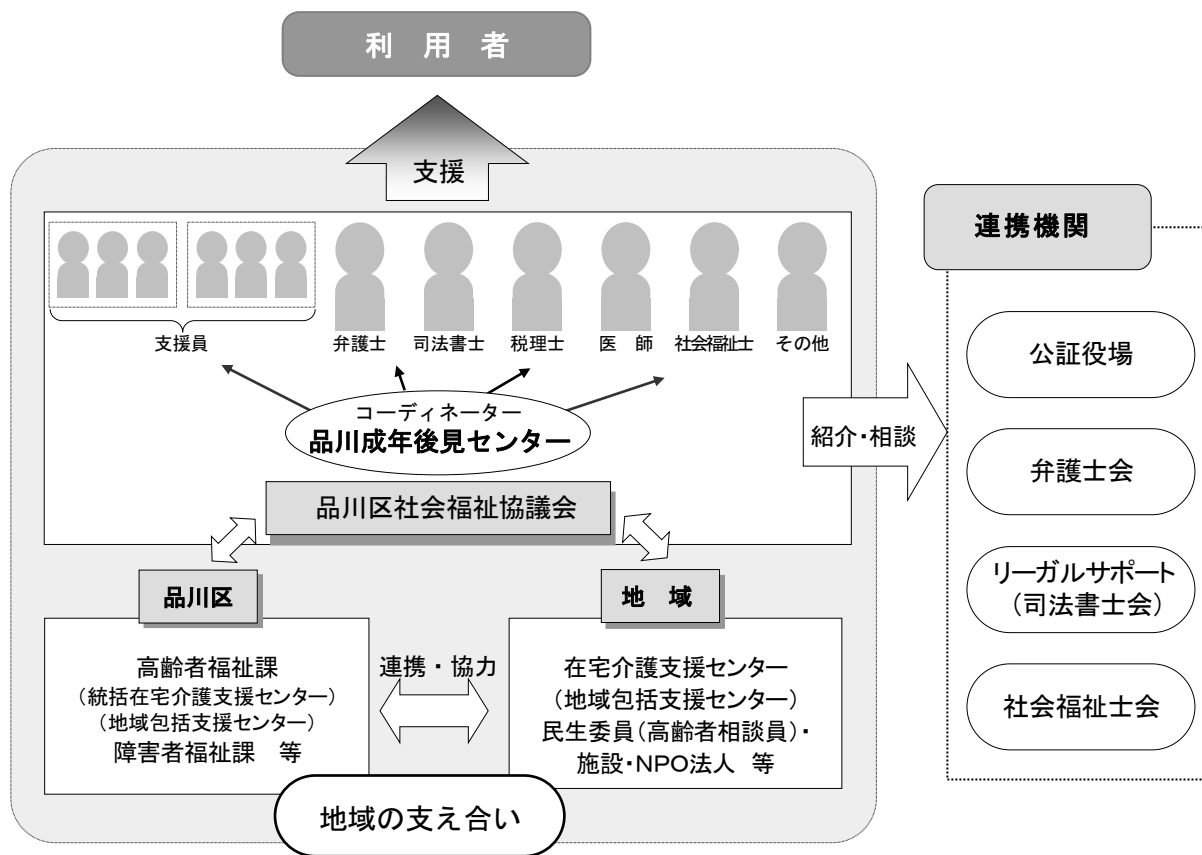 利 用 者
支援
支援員
弁護士
司法書士
税理士
医 師
社会福祉士
その他
コーディネーター
品川成年後見センター
品川区社会福祉協議会
品川区
高齢者福祉課
（統括在宅介護支援センター）
（地域包括支援センター）
障害者福祉課 等
連携・協力
地 域
在宅介護支援センター
（地域包括支援センター）
民生委員（高齢者相談員）・
施設・NPO法人 等
地域の支え合い
紹介・相談
連携機関
公証役場
弁護士会
リーガルサポート
（司法書士会）
社会福祉士会